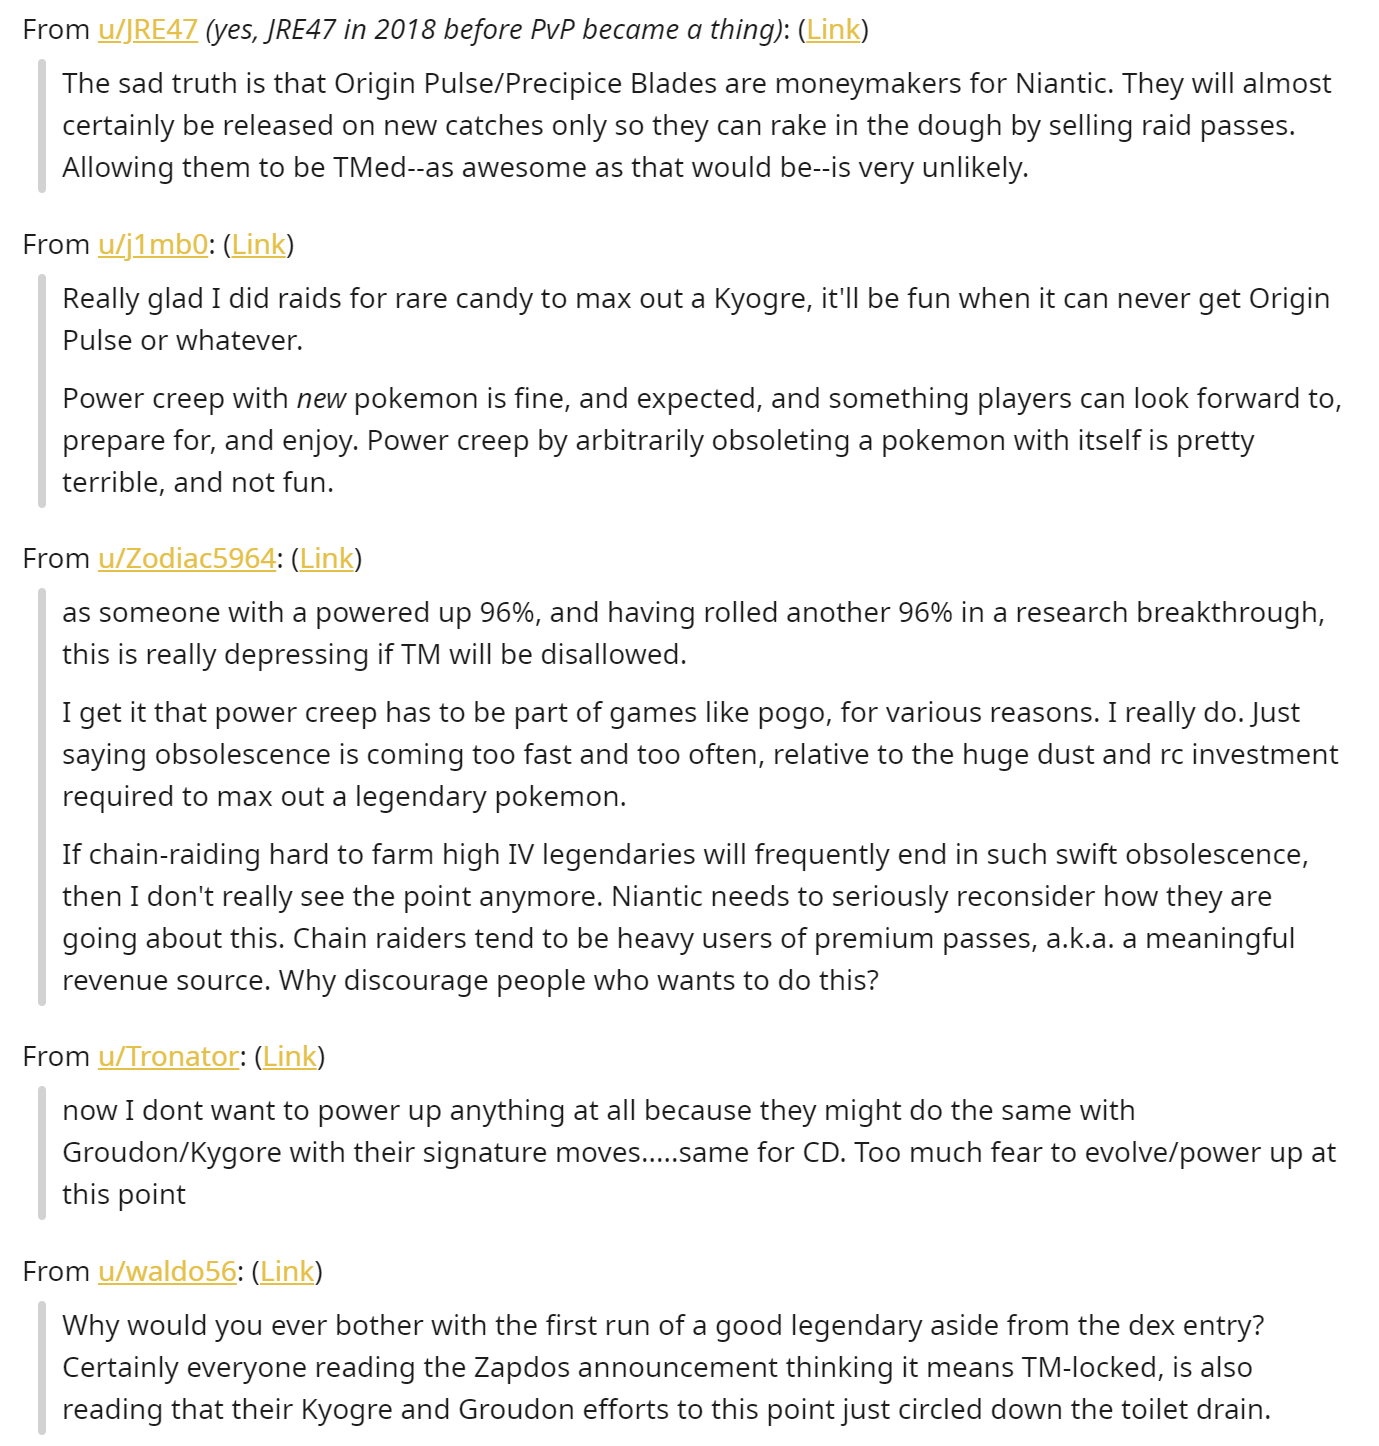 From u/JRE47 (yes, JRE47 in 2018 before PvP became a thing): (Link)
The sad truth is that Origin Pulse/Precipice Blades are moneymakers for Niantic. They will almost
certainly be released on new catches only so they can rake in the dough by selling raid passes.
Allowing them to be TMed--as awesome as that would be--is very unlikely.
From u/j1mb0: (Link)
Really glad I did raids for rare candy to max out a Kyogre, it'll be fun when it can never get Origin
Pulse or whatever.
Power creep with new pokemon is fine, and expected, and something players can look forward to,
prepare for, and enjoy. Power creep by arbitrarily obsoleting a pokemon with itself is pretty
terrible, and not fun.
From u/Zodiac5964: (Link)
as someone with a powered up 96%, and having rolled another 96% in a research breakthrough,
this is really depressing if TM will be disallowed.
I get it that power creep has to be part of games like pogo, for various reasons. I really do. Just
saying obsolescence is coming too fast and too often, relative to the huge dust and rc investment
required to max out a legendary pokemon.
If chain-raiding hard to farm high IV legendaries will frequently end in such swift obsolescence,
then I don't really see the point anymore. Niantic needs to seriously reconsider how they are
going about this. Chain raiders tend to be heavy users of premium passes, a.k.a. a meaningful
revenue source. Why discourage people who wants to do this?
From u/Tronator: (Link)
now I dont want to power up anything at all because they might do the same with
Groudon/Kygore with their signature moves.....same for CD. Too much fear to evolve/power up at
this point
From u/waldo56: (Link)
Why would you ever bother with the first run of a good legendary aside from the dex entry?
Certainly everyone reading the Zapdos announcement thinking it means TM-locked, is also
reading that their Kyogre and Groudon efforts to this point just circled down the toilet drain.